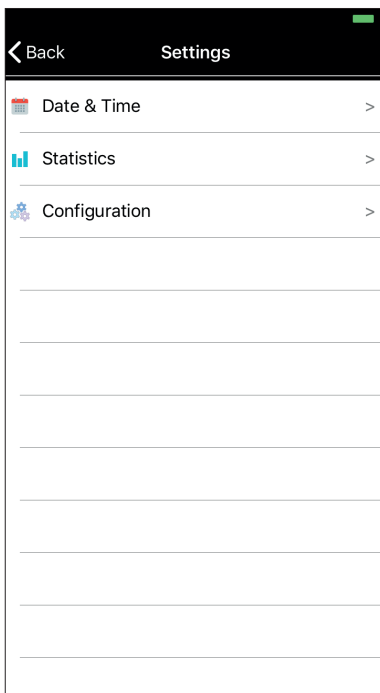 Back Settings
Date & Time >
Statistics >
Configuration >